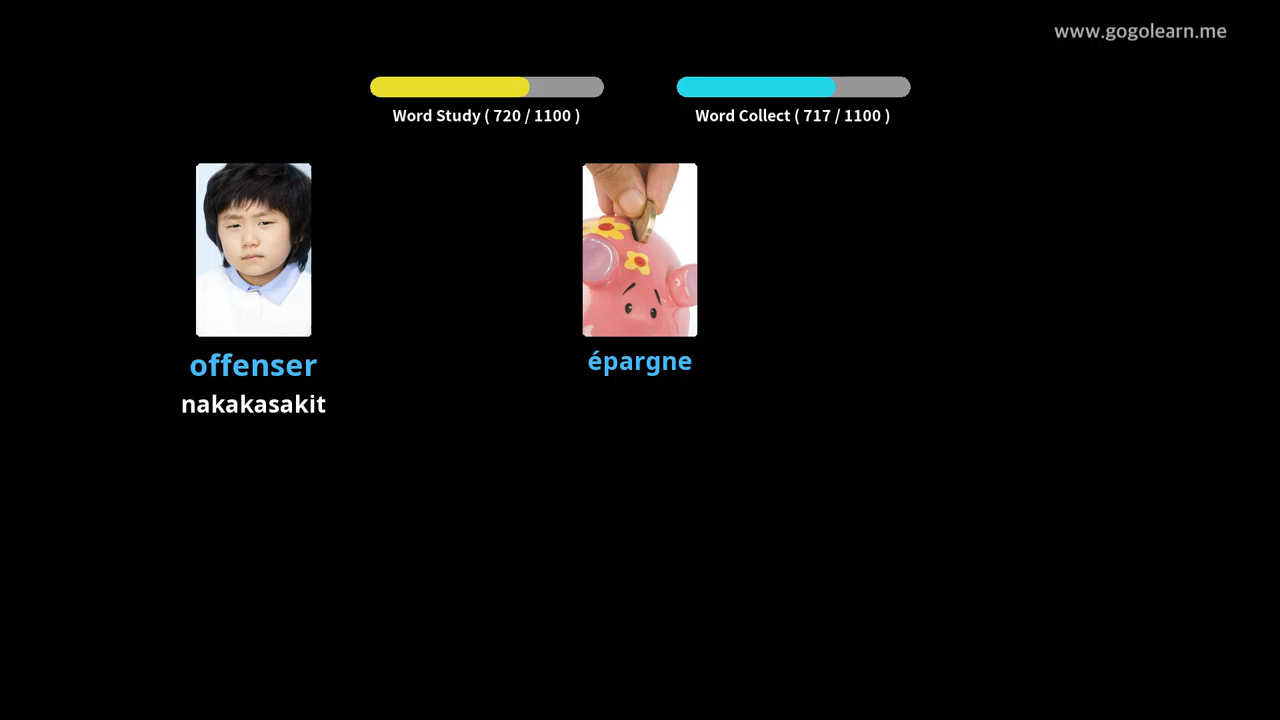 www.gogolearn.me
Word Study ( 720 / 1100 )
Word Collect ( 717 / 1100 )
offenser
nakakasakit
épargne